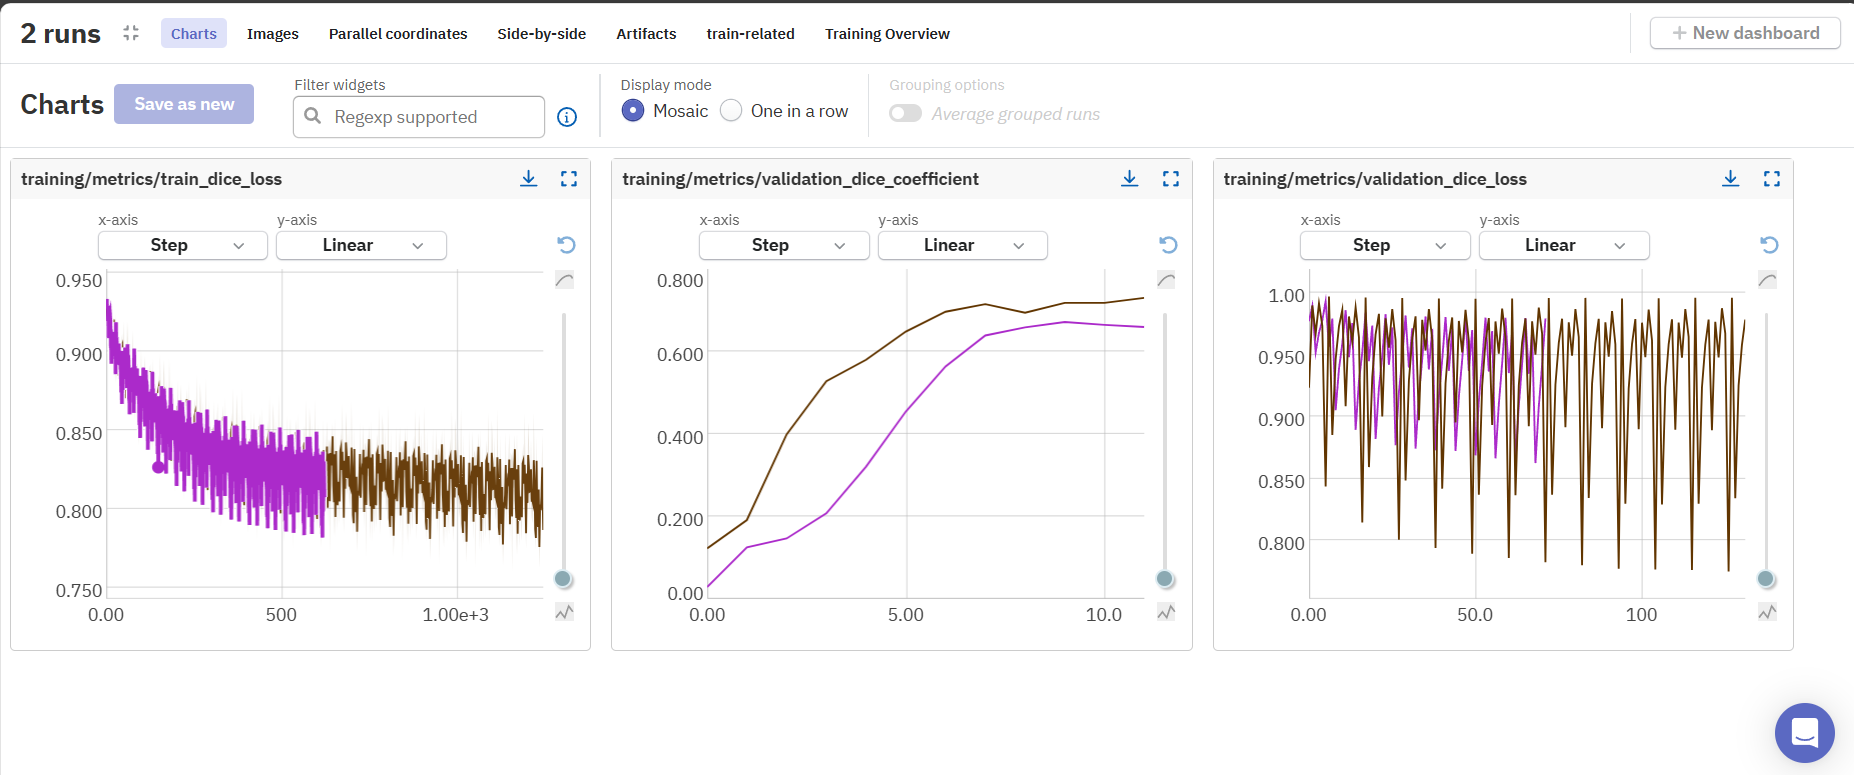 2 runs
Charts
Images
Parallel coordinates
Side-by-side
Artifacts
train-related
Training Overview
New dashboard
Charts
Save as new
Filter widgets
Regexp supported
Display mode
Mosaic
One in a row
Grouping options
Average grouped runs
training/metrics/train_dice_loss
x-axis
y-axis
Step
Linear
0.950
0.900
0.850
0.800
0.750
0.00
500
1.00e+3
training/metrics/validation_dice_coefficient
x-axis
y-axis
Step
Linear
0.800
0.600
0.400
0.200
0.00
0.00
5.00
10.0
training/metrics/validation_dice_loss
x-axis
y-axis
Step
Linear
1.00
0.950
0.900
0.850
0.800
0.00
50.0
100